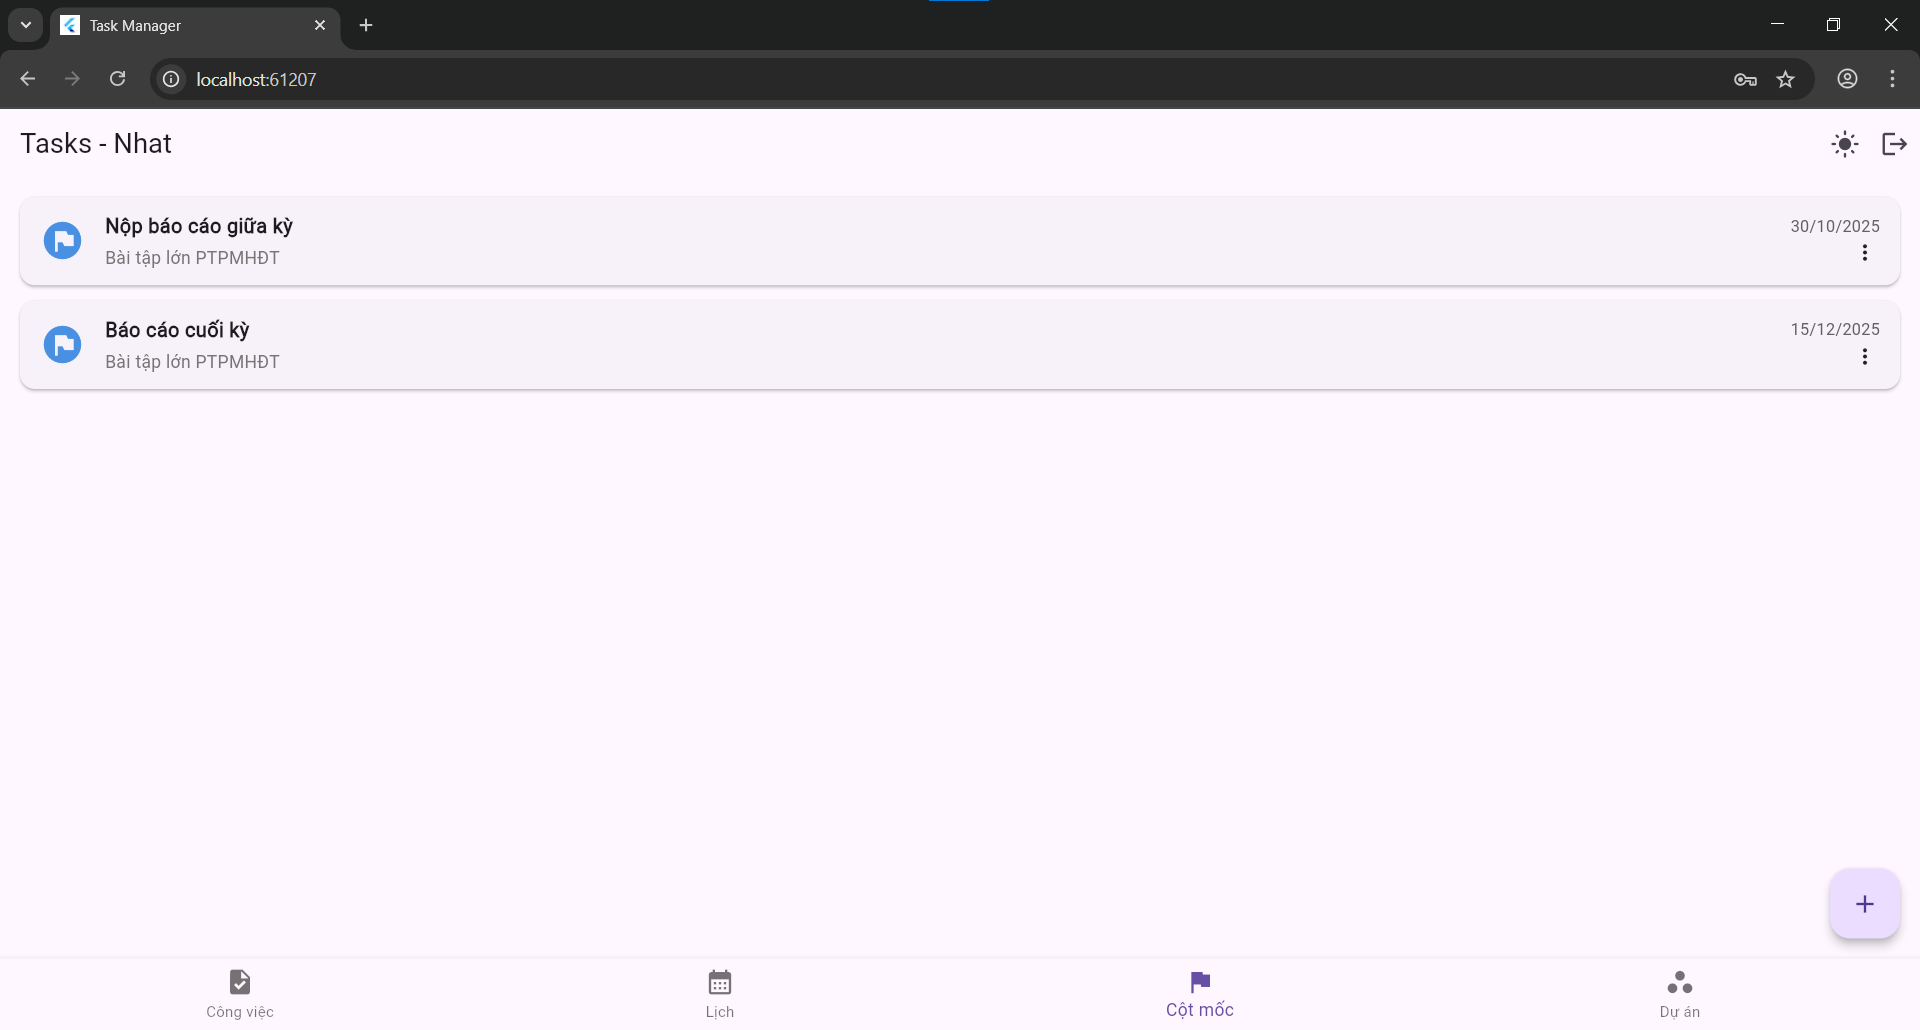 Task Manager
localhost:61207
Tasks - Nhat
Nộp báo cáo giữa kỳ
30/10/2025
Bài tập lớn PTPMHĐT
Báo cáo cuối kỳ
15/12/2025
Bài tập lớn PTPMHĐT
Công việc
Lịch
Cột mốc
Dự án